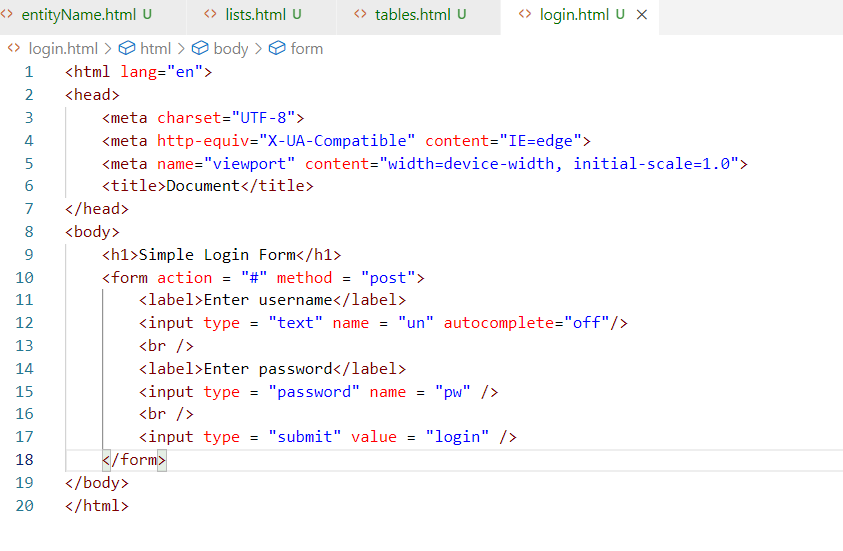 <> entityName.html U <> lists.html U <> tables.html U <> login.html U ×
<> login.html > html > body > form
1 <html lang="en">
2 <head>
3 <meta charset="UTF-8">
4 <meta http-equiv="X-UA-Compatible" content="IE=edge">
5 <meta name="viewport" content="width=device-width, initial-scale=1.0">
6 <title>Document</title>
7 </head>
8 <body>
9 <h1>Simple Login Form</h1>
10 <form action = "#" method = "post">
11 <label>Enter username</label>
12 <input type = "text" name = "un" autocomplete="off"/>
13 <br />
14 <label>Enter password</label>
15 <input type = "password" name = "pw" />
16 <br />
17 <input type = "submit" value = "login" />
18 </form>
19 </body>
20 </html>